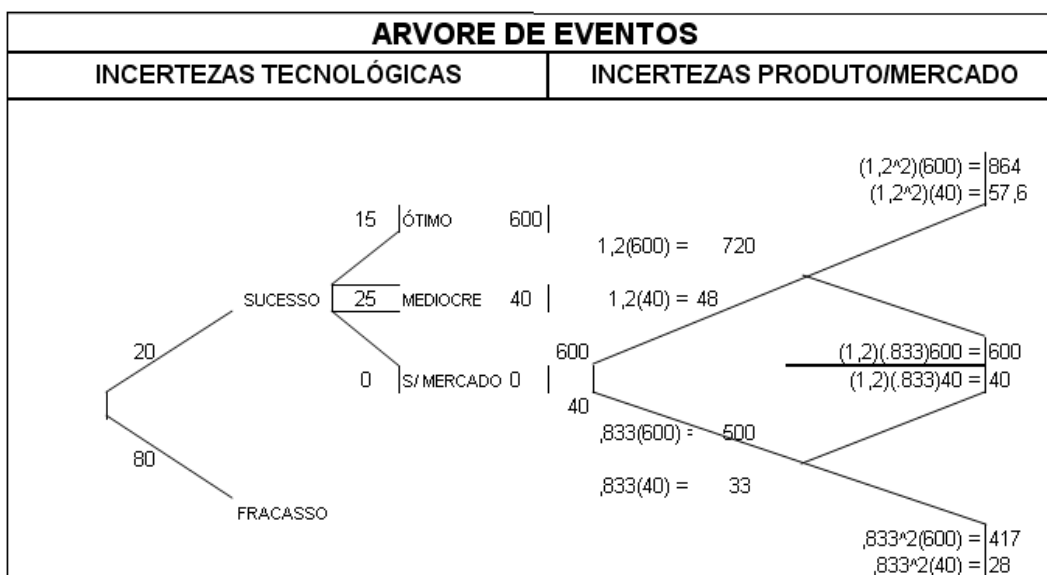 ARVORE DE EVENTOS
INCERTEZAS TECNOLÓGICAS
INCERTEZAS PRODUTO/MERCADO
(1,2^2)(600) = 864
(1,2^2)(40) = 57,6
15 ÓTIMO 600
1,2(600) = 720
SUCESSO 25 MEDIOCRE 40
1,2(40) = 48
20
600
(1,2)(.833)600 = 600
0 S/ MERCADO 0
(1,2)(.833)40 = 40
40
,833(600) = 500
80
,833(40) = 33
FRACASSO
,833^2(600) = 417
,833^2(40) = 28